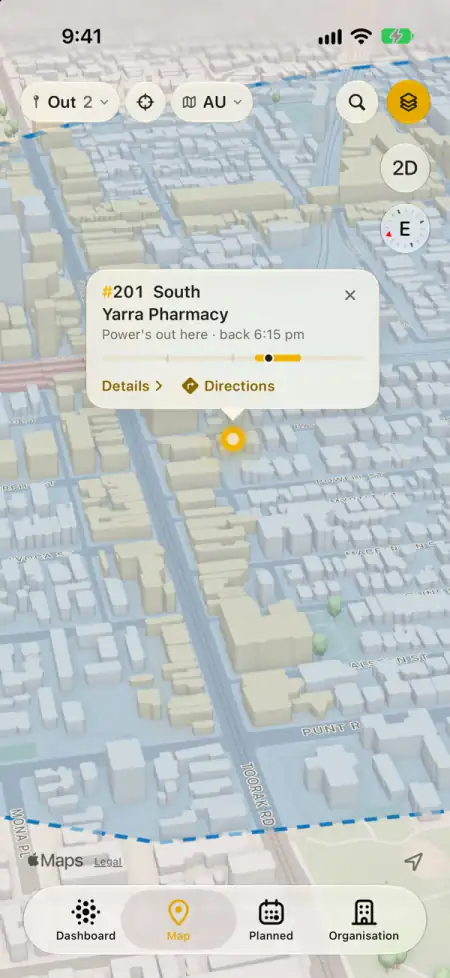 9:41
Out 2
AU
2D
E
#201 South
Yarra Pharmacy
Power's out here · back 6:15 pm
Details
Directions
PUNT R
TOORAK RD
MONA PL
Maps
Legal
Dashboard
Map
Planned
Organisation